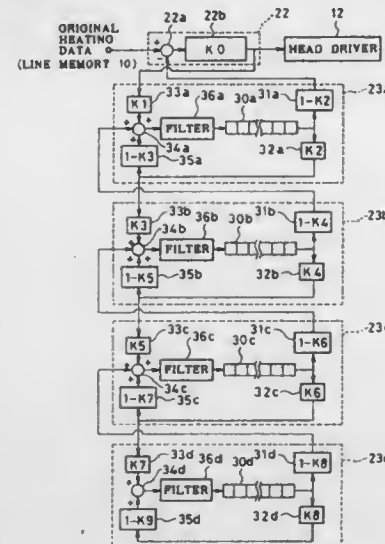 ORIGINAL HEATING DATA (LINE MEMORY 10)
22a 22b 22 12
K0 HEAD DRIVER
33a 36a 30a 31a 23a
K1 FILTER 1-K2
34a 32a
1-K3 35a K2
33b 36b 30b 31b 23b
K3 FILTER 1-K4
34b 32b
1-K5 35b K4
33c 36c 30c 31c 23c
K5 FILTER 1-K6
34c 32c
1-K7 35c K6
33d 36d 30d 31d 23d
K7 FILTER 1-K8
34d 32d
1-K9 35d K8